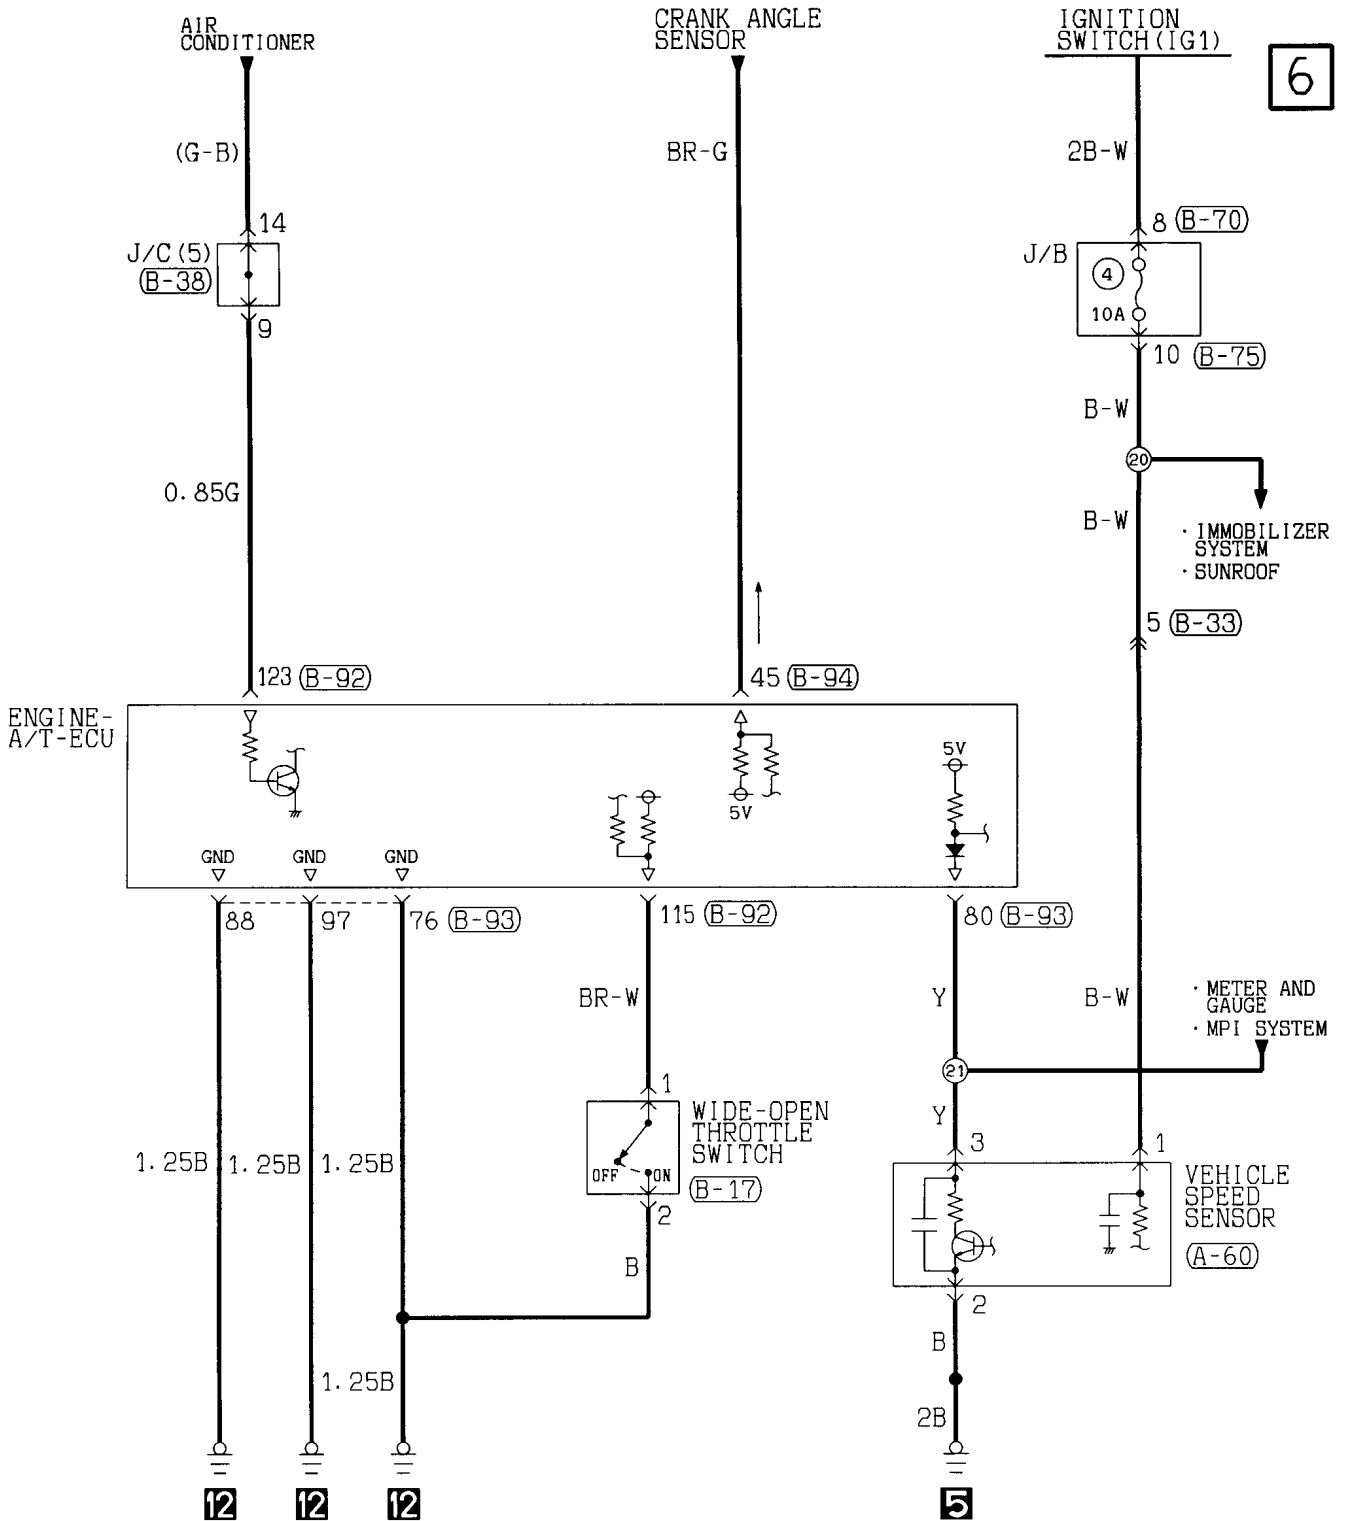 AIR
CONDITIONER
CRANK ANGLE
SENSOR
IGNITION
SWITCH(IG1)
6
(G-B)
BR-G
2B-W
14
8 (B-70)
J/C(5)
(B-38)
J/B
4
10A
9
10 (B-75)
B-W
20
0.85G
B-W
· IMMOBILIZER
SYSTEM
· SUNROOF
5 (B-33)
123 (B-92)
45 (B-94)
ENGINE-
A/T-ECU
5V
5V
GND
GND
GND
88
97
76 (B-93)
115 (B-92)
80 (B-93)
BR-W
Y
B-W
· METER AND
GAUGE
· MPI SYSTEM
21
1
WIDE-OPEN
THROTTLE
SWITCH
Y
3
1
1.25B
1.25B
1.25B
OFF
ON
(B-17)
VEHICLE
SPEED
SENSOR
2
(A-60)
B
2
B
1.25B
2B
12
12
12
5